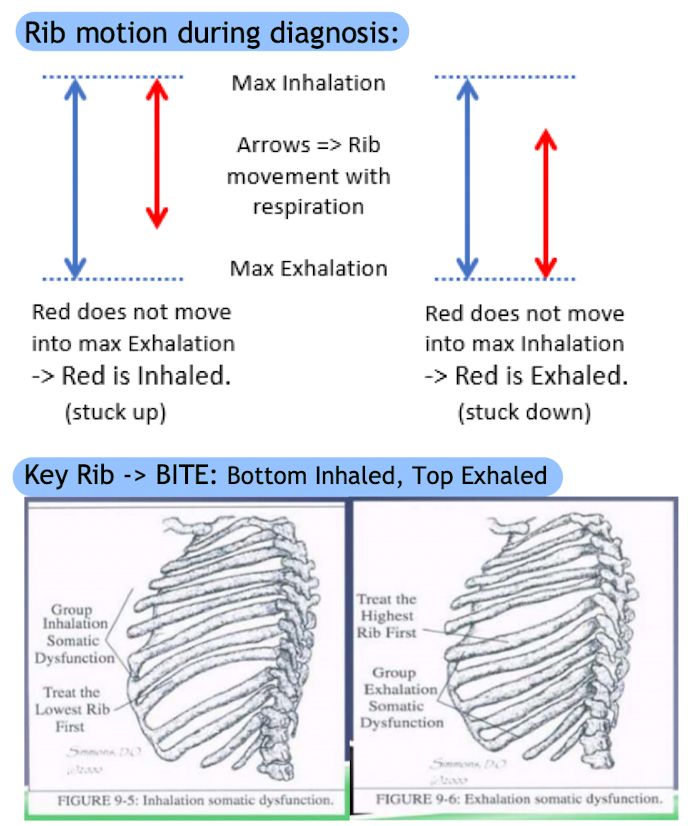 Rib motion during diagnosis:
Max Inhalation
Arrows => Rib
movement with
respiration
Max Exhalation
Red does not move
into max Exhalation
-> Red is Inhaled.
(stuck up)
Red does not move
into max Inhalation
-> Red is Exhaled.
(stuck down)
Key Rib -> BITE: Bottom Inhaled, Top Exhaled
Group
Inhalation
Somatic
Dysfunction
Treat the
Lowest Rib
First
Simmons, D.O.
©2000
FIGURE 9-5: Inhalation somatic dysfunction.
Treat the
Highest
Rib First
Group
Exhalation
Somatic
Dysfunction
Simmons, D.O.
©2000
FIGURE 9-6: Exhalation somatic dysfunction.